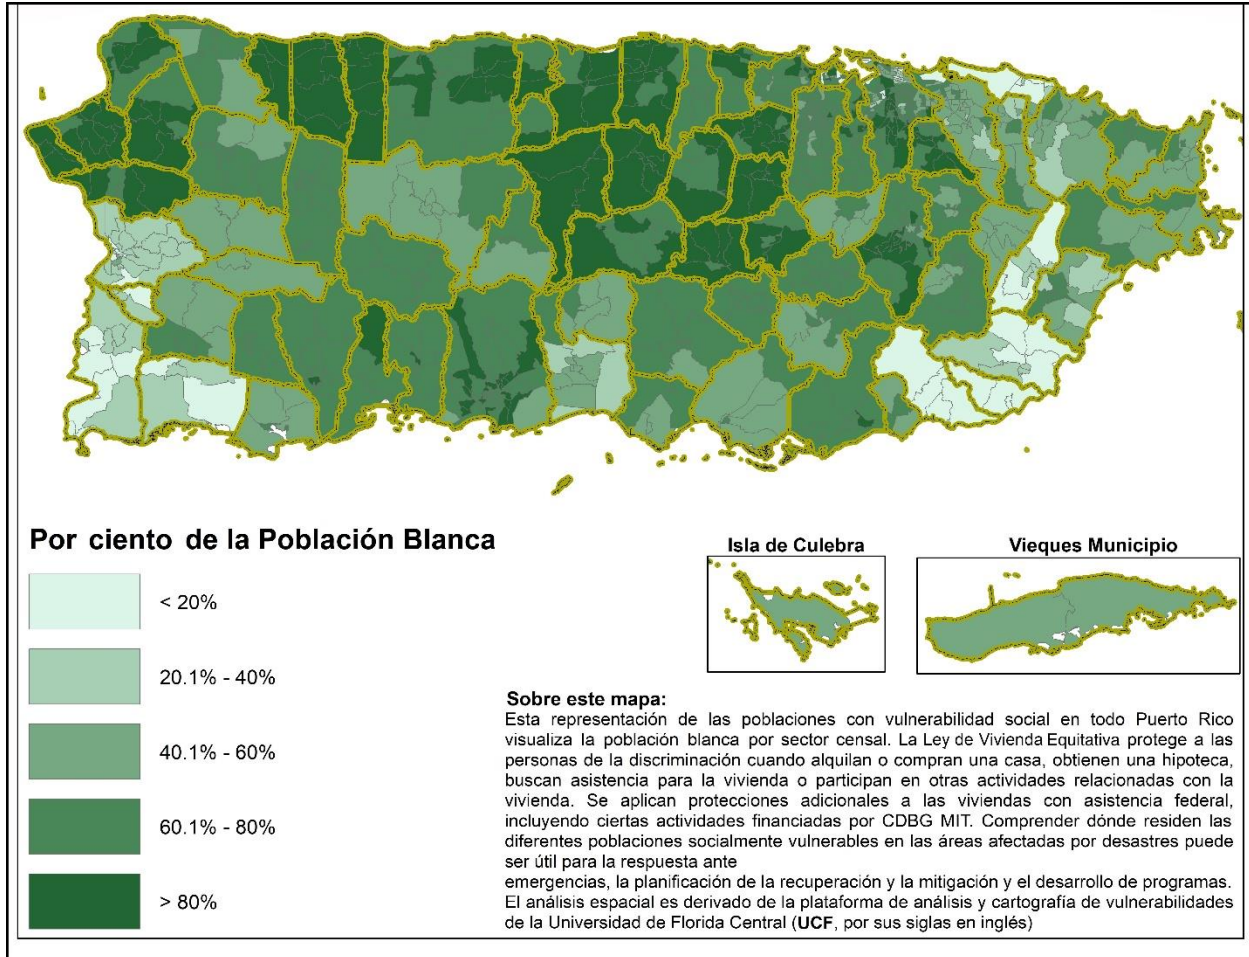 Por ciento de la Población Blanca
< 20%
20.1% - 40%
40.1% - 60%
60.1% - 80%
> 80%
Isla de Culebra
Vieques Municipio
Sobre este mapa:
Esta representación de las poblaciones con vulnerabilidad social en todo Puerto Rico
visualiza la población blanca por sector censal. La Ley de Vivienda Equitativa protege a las
personas de la discriminación cuando alquilan o compran una casa, obtienen una hipoteca,
buscan asistencia para la vivienda o participan en otras actividades relacionadas con la
vivienda. Se aplican protecciones adicionales a las viviendas con asistencia federal,
incluyendo ciertas actividades financiadas por CDBG MIT. Comprender dónde residen las
diferentes poblaciones socialmente vulnerables en las áreas afectadas por desastres puede
ser útil para la respuesta ante
emergencias, la planificación de la recuperación y la mitigación y el desarrollo de programas.
El análisis espacial es derivado de la plataforma de análisis y cartografía de vulnerabilidades
de la Universidad de Florida Central (UCF, por sus siglas en inglés)